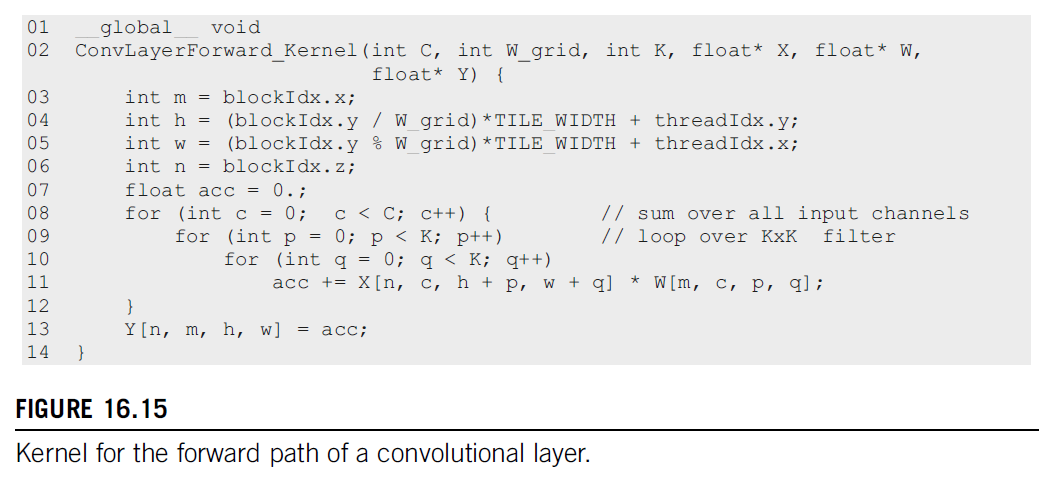 01   __global__ void
02   ConvLayerForward_Kernel(int C, int W_grid, int K, float* X, float* W,
                             float* Y) {
03       int m = blockIdx.x;
04       int h = (blockIdx.y / W_grid)*TILE_WIDTH + threadIdx.y;
05       int w = (blockIdx.y % W_grid)*TILE_WIDTH + threadIdx.x;
06       int n = blockIdx.z;
07       float acc = 0.;
08       for (int c = 0;  c < C; c++) {         // sum over all input channels
09           for (int p = 0; p < K; p++)        // loop over KxK  filter
10               for (int q = 0; q < K; q++)
11                   acc += X[n, c, h + p, w + q] * W[m, c, p, q];
12       }
13       Y[n, m, h, w] = acc;
14   }
FIGURE 16.15
Kernel for the forward path of a convolutional layer.